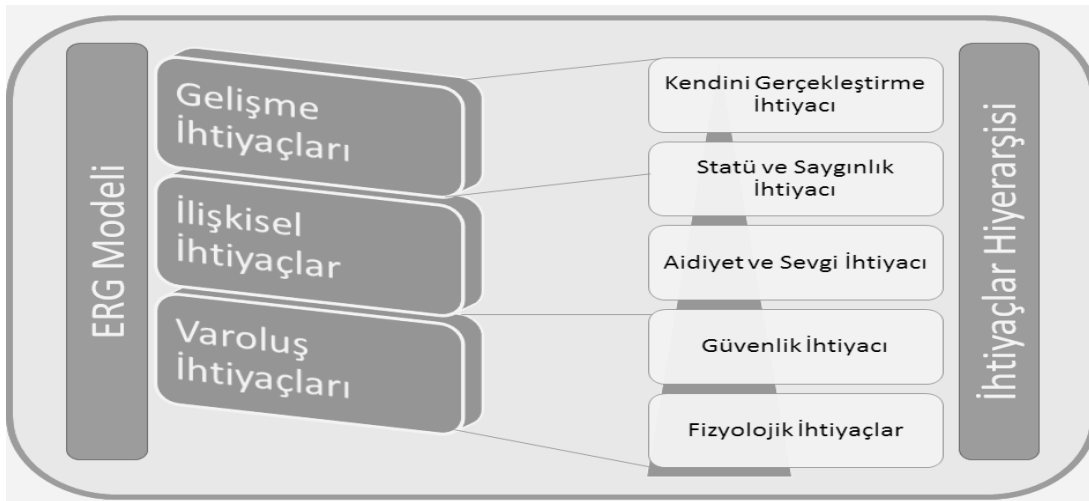 ERG Modeli
Gelişme
İhtiyaçları
İlişkisel
İhtiyaçlar
Varoluş
İhtiyaçları
Kendini Gerçekleştirme
İhtiyacı
Statü ve Saygınlık
İhtiyacı
Aidiyet ve Sevgi İhtiyacı
Güvenlik İhtiyacı
Fizyolojik İhtiyaçlar
İhtiyaçlar Hiyerarşisi